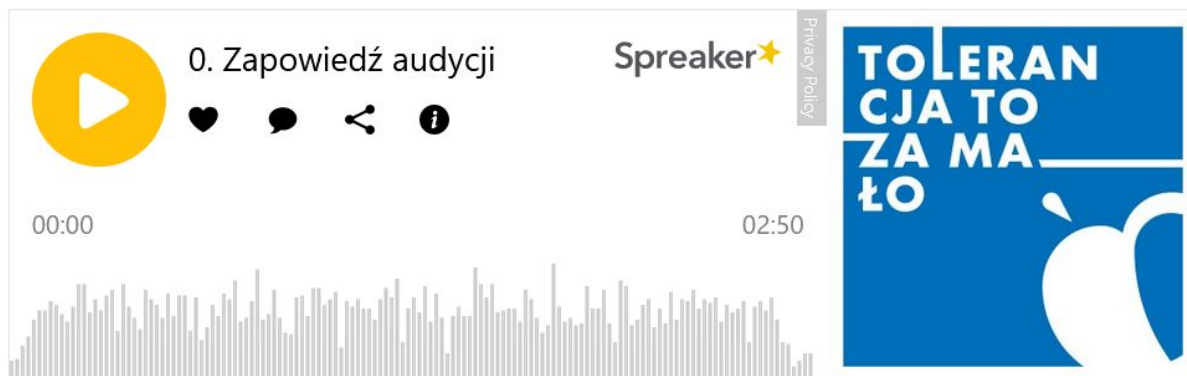 0. Zapowiedź audycji
Spreaker
Privacy Policy
00:00
02:50
TOLERAN
CJA TO
ZA MA
ŁO